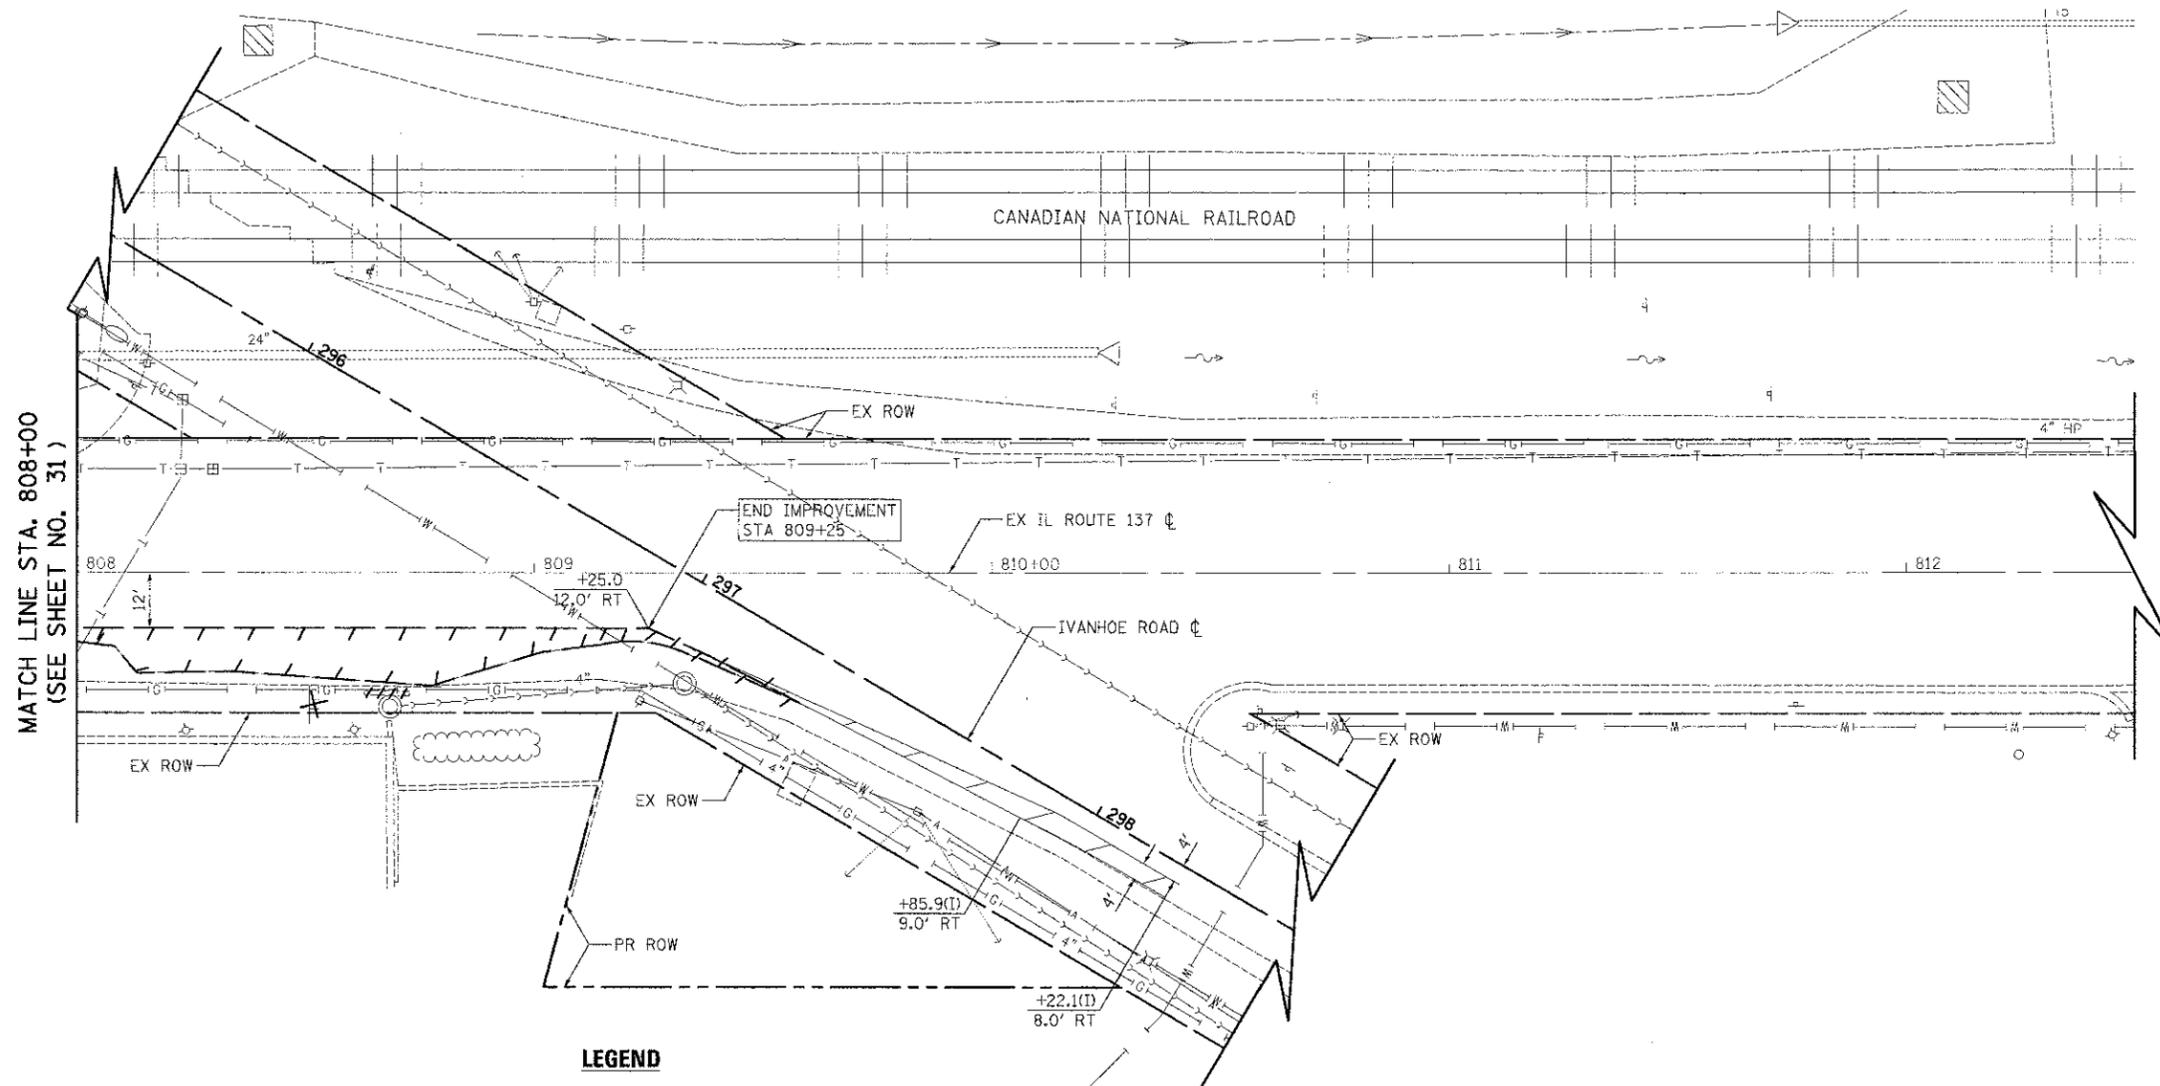 CANADIAN NATIONAL RAILROAD
24"
296
EX ROW
4" HP
MATCH LINE STA. 808+00
(SEE SHEET NO. 31)
END IMPROVEMENT
STA 809+25
EX IL ROUTE 137 ℄
808
809
810+00
811
812
+25.0
12.0' RT
297
12'
IVANHOE ROAD ℄
4"
EX ROW
EX ROW
EX ROW
4"
298
4'
4'
+85.9(I)
9.0' RT
PR ROW
4"
+22.1(I)
8.0' RT
LEGEND